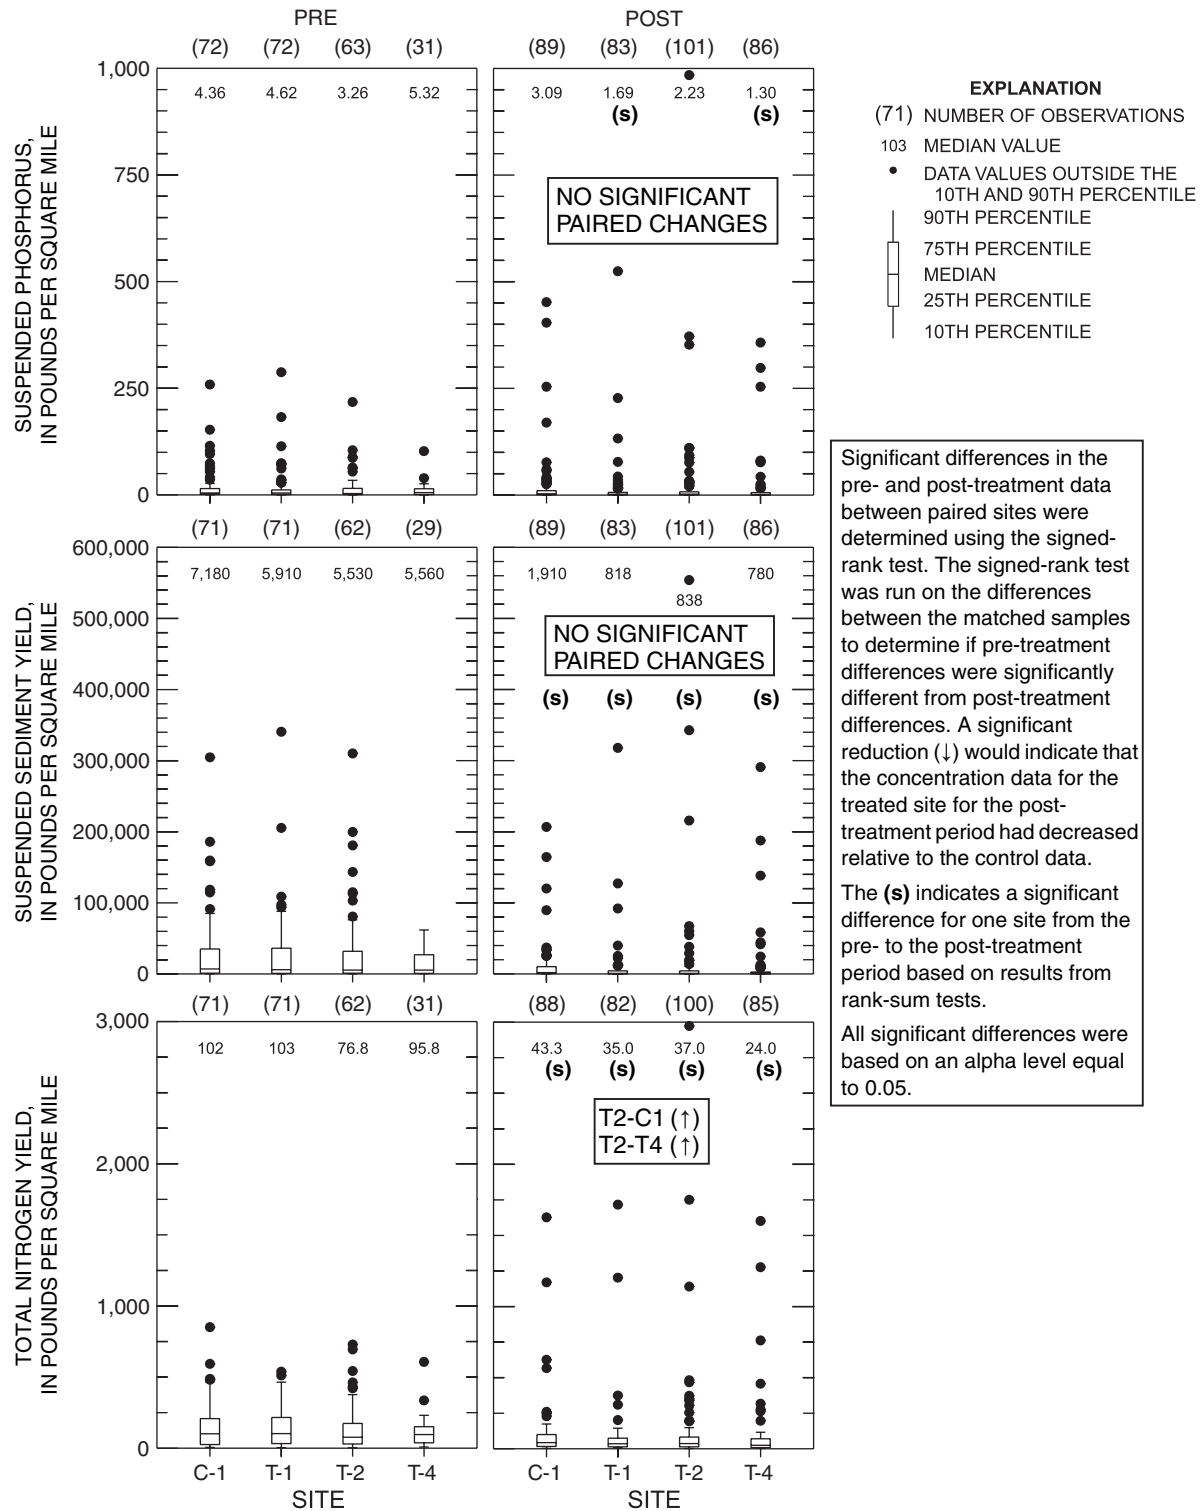 PRE
POST
(72) (72) (63) (31)
(89) (83) (101) (86)
SUSPENDED PHOSPHORUS,
IN POUNDS PER SQUARE MILE
1,000
750
500
250
0
4.36 4.62 3.26 5.32
3.09 1.69 2.23 1.30
(s) (s)
NO SIGNIFICANT
PAIRED CHANGES
EXPLANATION
(71) NUMBER OF OBSERVATIONS
103 MEDIAN VALUE
DATA VALUES OUTSIDE THE
10TH AND 90TH PERCENTILE
90TH PERCENTILE
75TH PERCENTILE
MEDIAN
25TH PERCENTILE
10TH PERCENTILE
(71) (71) (62) (29)
(89) (83) (101) (86)
SUSPENDED SEDIMENT YIELD,
IN POUNDS PER SQUARE MILE
600,000
500,000
400,000
300,000
200,000
100,000
0
7,180 5,910 5,530 5,560
1,910 818 838 780
NO SIGNIFICANT
PAIRED CHANGES
(s) (s) (s) (s)
Significant differences in the
pre- and post-treatment data
between paired sites were
determined using the signed-
rank test. The signed-rank test
was run on the differences
between the matched samples
to determine if pre-treatment
differences were significantly
different from post-treatment
differences. A significant
reduction (↓) would indicate that
the concentration data for the
treated site for the post-
treatment period had decreased
relative to the control data.
The (s) indicates a significant
difference for one site from the
pre- to the post-treatment
period based on results from
rank-sum tests.
All significant differences were
based on an alpha level equal
to 0.05.
(71) (71) (62) (31)
(88) (82) (100) (85)
TOTAL NITROGEN YIELD,
IN POUNDS PER SQUARE MILE
3,000
2,000
1,000
0
102 103 76.8 95.8
43.3 35.0 37.0 24.0
(s) (s) (s) (s)
T2-C1 (↑)
T2-T4 (↑)
C-1 T-1 T-2 T-4
C-1 T-1 T-2 T-4
SITE
SITE